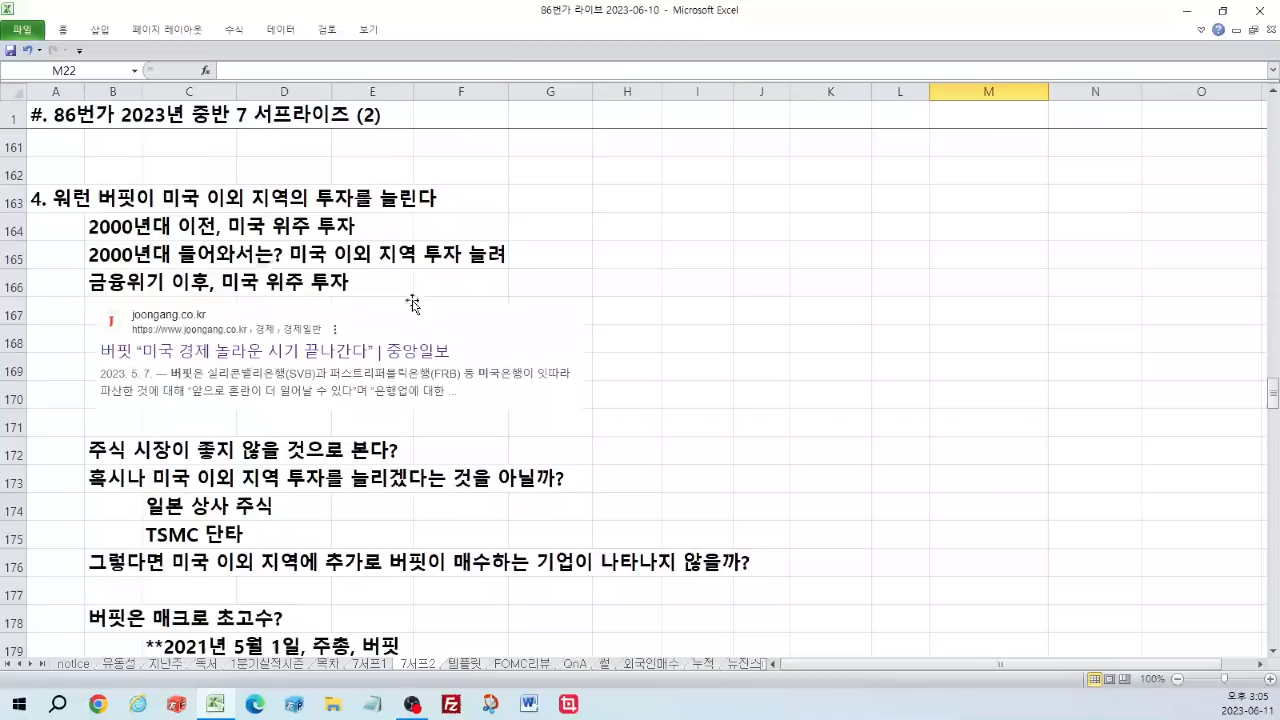 86번가 라이브 2023-06-10 - Microsoft Excel
파일 홈 삽입 페이지 레이아웃 수식 데이터 검토 보기
M22 fx
A B C D E F G H I J K L M N O
1 #. 86번가 2023년 중반 7 서프라이즈 (2)
161
162
163 4. 워런 버핏이 미국 이외 지역의 투자를 늘린다
164 2000년대 이전, 미국 위주 투자
165 2000년대 들어와서는? 미국 이외 지역 투자 늘려
166 금융위기 이후, 미국 위주 투자
167 joongang.co.kr
https://www.joongang.co.kr › 경제 › 경제일반
168 버핏 “미국 경제 놀라운 시기 끝나간다” | 중앙일보
169 2023. 5. 7. — 버핏은 실리콘밸리은행(SVB)과 퍼스트리퍼블릭은행(FRB) 등 미국은행이 잇따라
170 파산한 것에 대해 “앞으로 혼란이 더 일어날 수 있다”며 “은행업에 대한 ...
171
172 주식 시장이 좋지 않을 것으로 본다?
173 혹시나 미국 이외 지역 투자를 늘리겠다는 것을 아닐까?
174 일본 상사 주식
175 TSMC 단타
176 그렇다면 미국 이외 지역에 추가로 버핏이 매수하는 기업이 나타나지 않을까?
177
178 버핏은 매크로 초고수?
179 **2021년 5월 1일, 주총, 버핏
notice 유동성 지난주 독서 1분기실적시즌 목차 7서프1 7서프2 템플릿 FOMC리뷰 QnA 썰 외국인매수 누적
100%
오후 3:05
2023-06-11